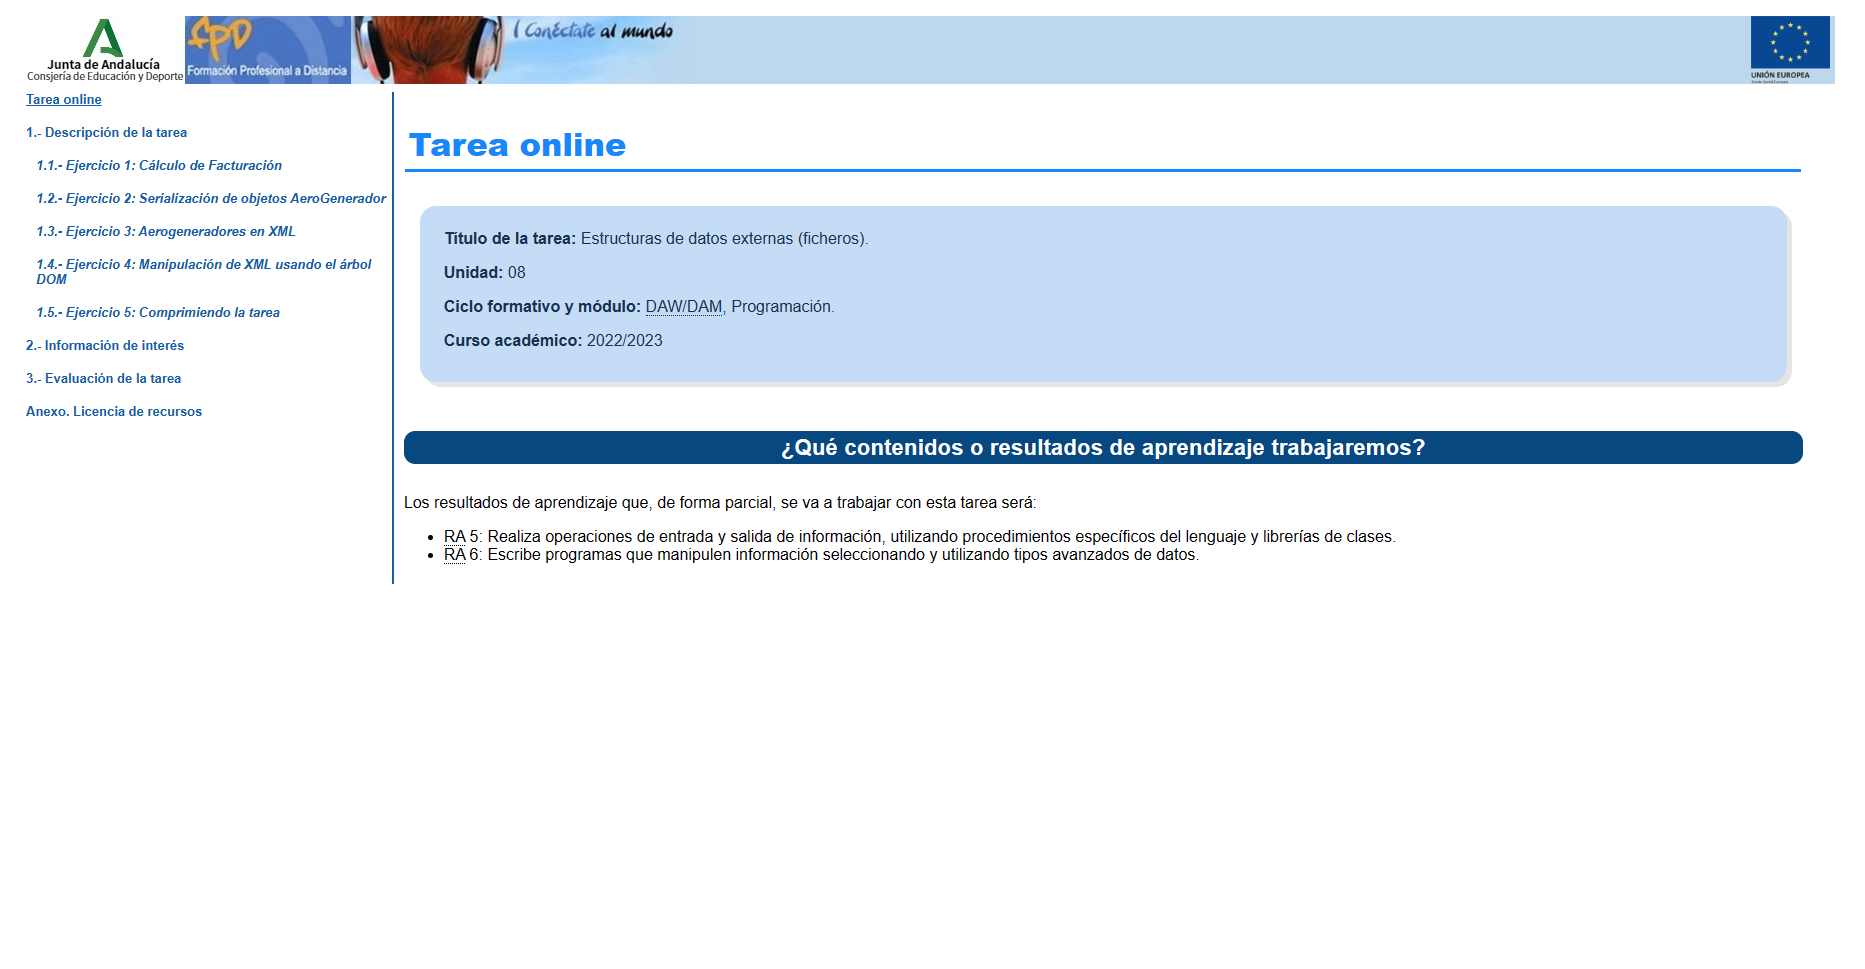 Junta de Andalucía
Consjería de Educación y Deporte
fpD
Formación Profesional a Distancia
Conéctate al mundo
UNIÓN EUROPEA
Fondo Social Europeo
Tarea online
1.- Descripción de la tarea
1.1.- Ejercicio 1: Cálculo de Facturación
1.2.- Ejercicio 2: Serialización de objetos AeroGenerador
1.3.- Ejercicio 3: Aerogeneradores en XML
1.4.- Ejercicio 4: Manipulación de XML usando el árbol
DOM
1.5.- Ejercicio 5: Comprimiendo la tarea
2.- Información de interés
3.- Evaluación de la tarea
Anexo. Licencia de recursos
Tarea online
Título de la tarea: Estructuras de datos externas (ficheros).
Unidad: 08
Ciclo formativo y módulo: DAW/DAM, Programación.
Curso académico: 2022/2023
¿Qué contenidos o resultados de aprendizaje trabajaremos?
Los resultados de aprendizaje que, de forma parcial, se va a trabajar con esta tarea será:
• RA 5: Realiza operaciones de entrada y salida de información, utilizando procedimientos específicos del lenguaje y librerías de clases.
• RA 6: Escribe programas que manipulen información seleccionando y utilizando tipos avanzados de datos.